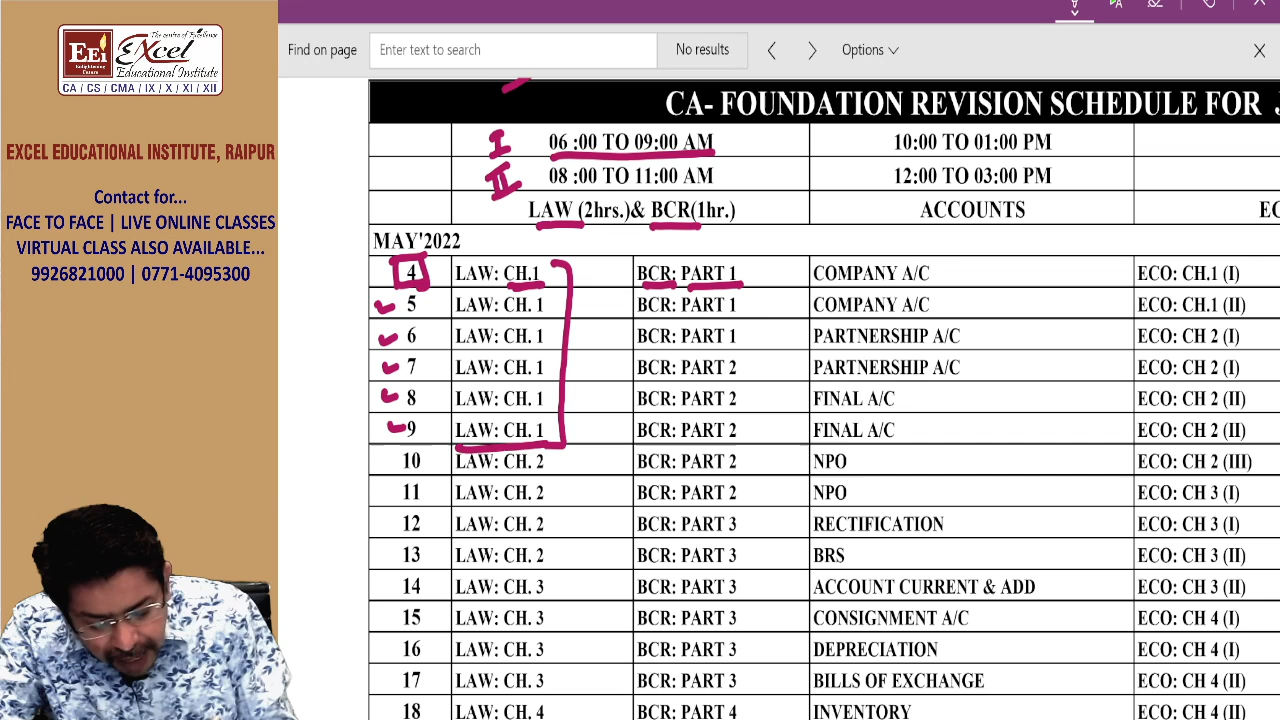 The centre of Excellence
EEi EXcel
Enlightening Future Educational Institute
CA / CS / CMA / IX / X / XI / XII
EXCEL EDUCATIONAL INSTITUTE, RAIPUR
Contact for...
FACE TO FACE | LIVE ONLINE CLASSES
VIRTUAL CLASS ALSO AVAILABLE...
9926821000 | 0771-4095300
Find on page Enter text to search No results Options
CA- FOUNDATION REVISION SCHEDULE FOR
I 06 :00 TO 09:00 AM 10:00 TO 01:00 PM
II 08 :00 TO 11:00 AM 12:00 TO 03:00 PM
LAW (2hrs.)& BCR(1hr.) ACCOUNTS
MAY'2022
4 LAW: CH.1 BCR: PART 1 COMPANY A/C ECO: CH.1 (I)
5 LAW: CH. 1 BCR: PART 1 COMPANY A/C ECO: CH.1 (II)
6 LAW: CH. 1 BCR: PART 1 PARTNERSHIP A/C ECO: CH 2 (I)
7 LAW: CH. 1 BCR: PART 2 PARTNERSHIP A/C ECO: CH 2 (I)
8 LAW: CH. 1 BCR: PART 2 FINAL A/C ECO: CH 2 (II)
9 LAW: CH. 1 BCR: PART 2 FINAL A/C ECO: CH 2 (II)
10 LAW: CH. 2 BCR: PART 2 NPO ECO: CH 2 (III)
11 LAW: CH. 2 BCR: PART 2 NPO ECO: CH 3 (I)
12 LAW: CH. 2 BCR: PART 3 RECTIFICATION ECO: CH 3 (I)
13 LAW: CH. 2 BCR: PART 3 BRS ECO: CH 3 (II)
14 LAW: CH. 3 BCR: PART 3 ACCOUNT CURRENT & ADD ECO: CH 3 (II)
15 LAW: CH. 3 BCR: PART 3 CONSIGNMENT A/C ECO: CH 4 (I)
16 LAW: CH. 3 BCR: PART 3 DEPRECIATION ECO: CH 4 (I)
17 LAW: CH. 3 BCR: PART 3 BILLS OF EXCHANGE ECO: CH 4 (II)
18 LAW: CH. 4 BCR: PART 4 INVENTORY ECO: CH 4 (II)